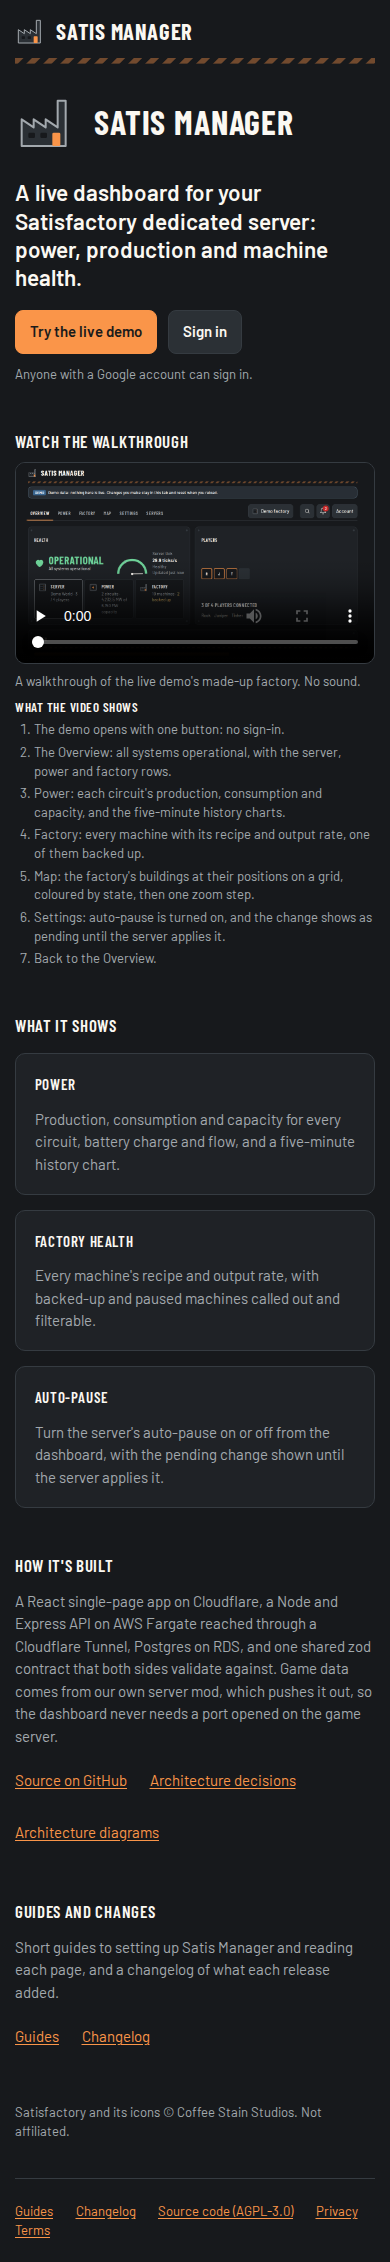 SATIS MANAGER
SATIS MANAGER
A live dashboard for your
Satisfactory dedicated server:
power, production and machine
health.
Try the live demo
Sign in
Anyone with a Google account can sign in.
WATCH THE WALKTHROUGH
SATIS MANAGER
OVERVIEW POWER FACTORY MAP SETTINGS SERVERS
Demo factory
Account
HEALTH
PLAYERS
OPERATIONAL
All systems operational
SERVER
POWER
FACTORY
0:00
A walkthrough of the live demo's made-up factory. No sound.
WHAT THE VIDEO SHOWS
1. The demo opens with one button: no sign-in.
2. The Overview: all systems operational, with the server,
power and factory rows.
3. Power: each circuit's production, consumption and
capacity, and the five-minute history charts.
4. Factory: every machine with its recipe and output rate, one
of them backed up.
5. Map: the factory's buildings at their positions on a grid,
coloured by state, then one zoom step.
6. Settings: auto-pause is turned on, and the change shows as
pending until the server applies it.
7. Back to the Overview.
WHAT IT SHOWS
POWER
Production, consumption and capacity for every
circuit, battery charge and flow, and a five-minute
history chart.
FACTORY HEALTH
Every machine's recipe and output rate, with
backed-up and paused machines called out and
filterable.
AUTO-PAUSE
Turn the server's auto-pause on or off from the
dashboard, with the pending change shown until
the server applies it.
HOW IT'S BUILT
A React single-page app on Cloudflare, a Node and
Express API on AWS Fargate reached through a
Cloudflare Tunnel, Postgres on RDS, and one shared zod
contract that both sides validate against. Game data
comes from our own server mod, which pushes it out, so
the dashboard never needs a port opened on the game
server.
Source on GitHub Architecture decisions
Architecture diagrams
GUIDES AND CHANGES
Short guides to setting up Satis Manager and reading
each page, and a changelog of what each release
added.
Guides Changelog
Satisfactory and its icons © Coffee Stain Studios. Not
affiliated.
Guides Changelog Source code (AGPL-3.0) Privacy
Terms